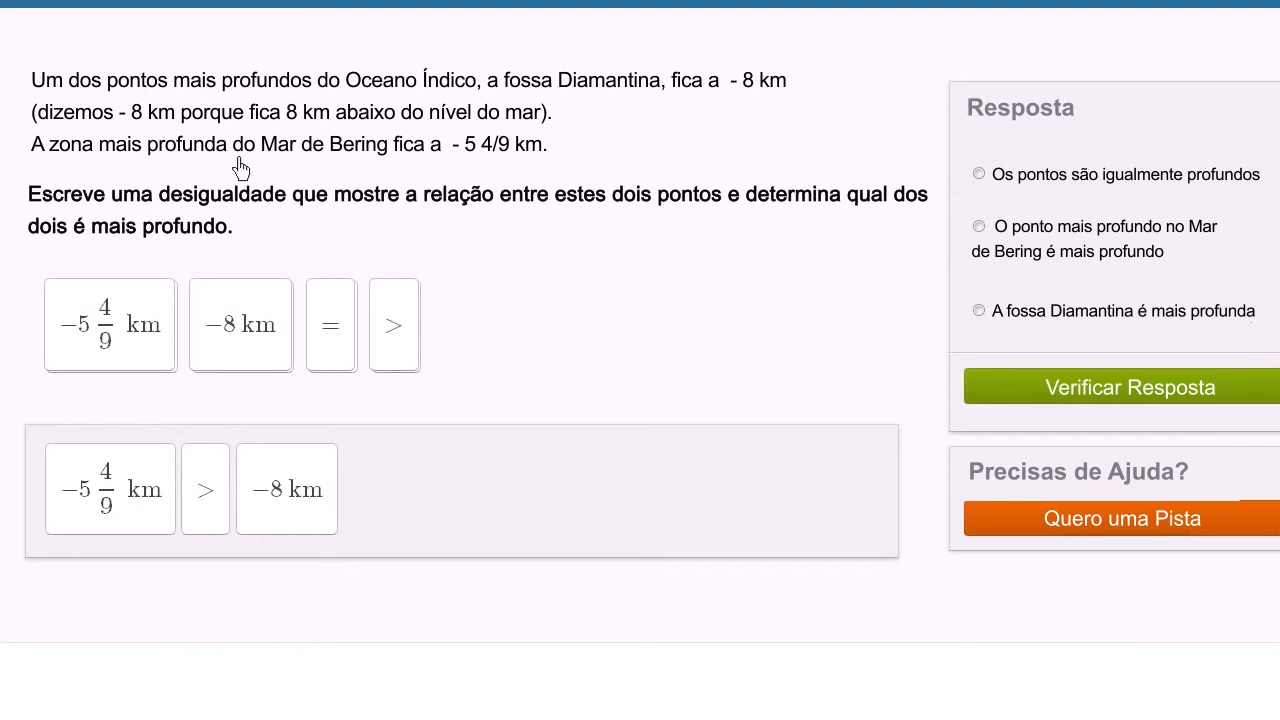 Um dos pontos mais profundos do Oceano Índico, a fossa Diamantina, fica a - 8 km
(dizemos - 8 km porque fica 8 km abaixo do nível do mar).
A zona mais profunda do Mar de Bering fica a - 5 4/9 km.
Escreve uma desigualdade que mostre a relação entre estes dois pontos e determina qual dos
dois é mais profundo.
−5 4/9 km −8 km = >
−5 4/9 km > −8 km
Resposta
Os pontos são igualmente profundos
O ponto mais profundo no Mar
de Bering é mais profundo
A fossa Diamantina é mais profunda
Verificar Resposta
Precisas de Ajuda?
Quero uma Pista